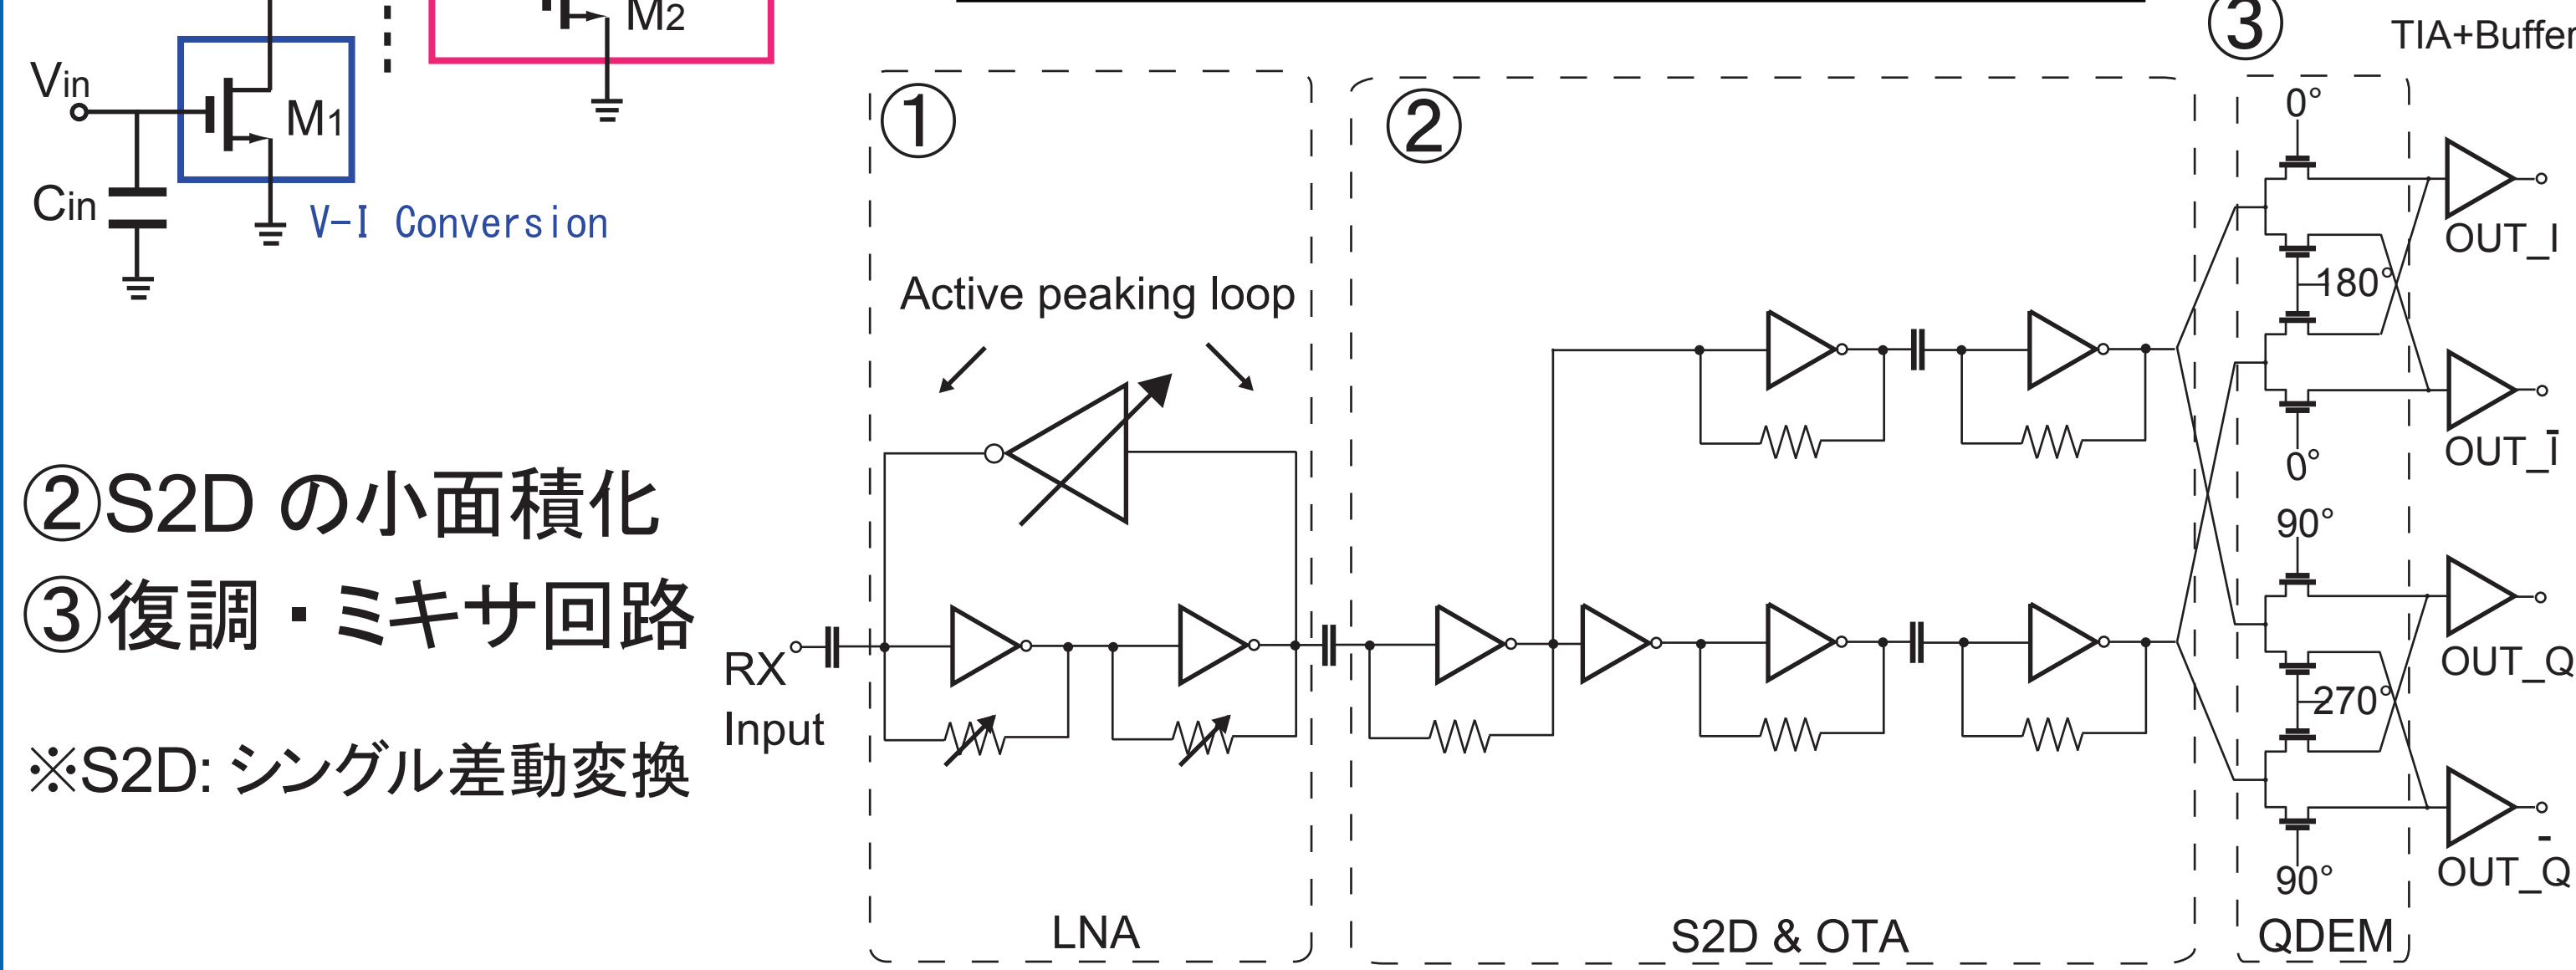 M2
③
TIA+Buffer
Vin
M1
Cin
V-I Conversion
①
②
Active peaking loop
0°
180°
0°
90°
270°
90°
OUT_I
OUT_Ī
OUT_Q
OUT_Q̄
②S2D の小面積化
③復調・ミキサ回路
※S2D: シングル差動変換
RX
Input
LNA
S2D & OTA
QDEM